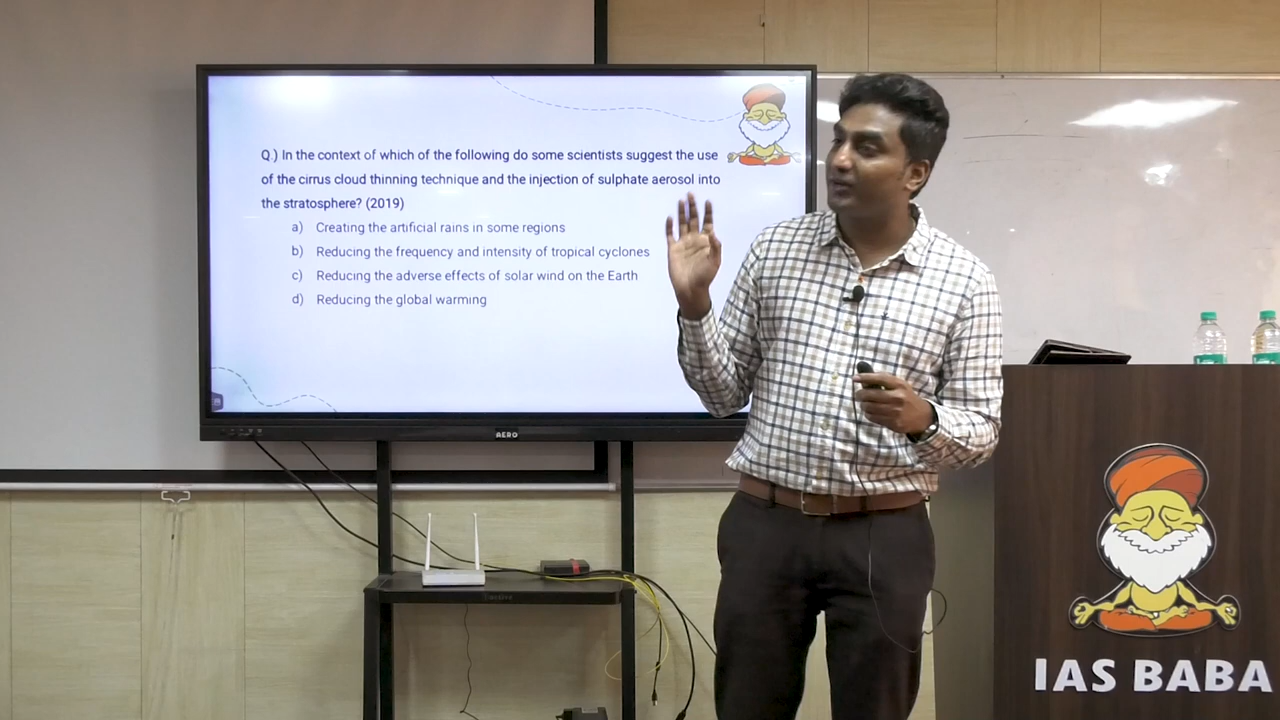 Q.) In the context of which of the following do some scientists suggest the use
of the cirrus cloud thinning technique and the injection of sulphate aerosol into
the stratosphere? (2019)
a) Creating the artificial rains in some regions
b) Reducing the frequency and intensity of tropical cyclones
c) Reducing the adverse effects of solar wind on the Earth
d) Reducing the global warming
AERO
IAS BABA